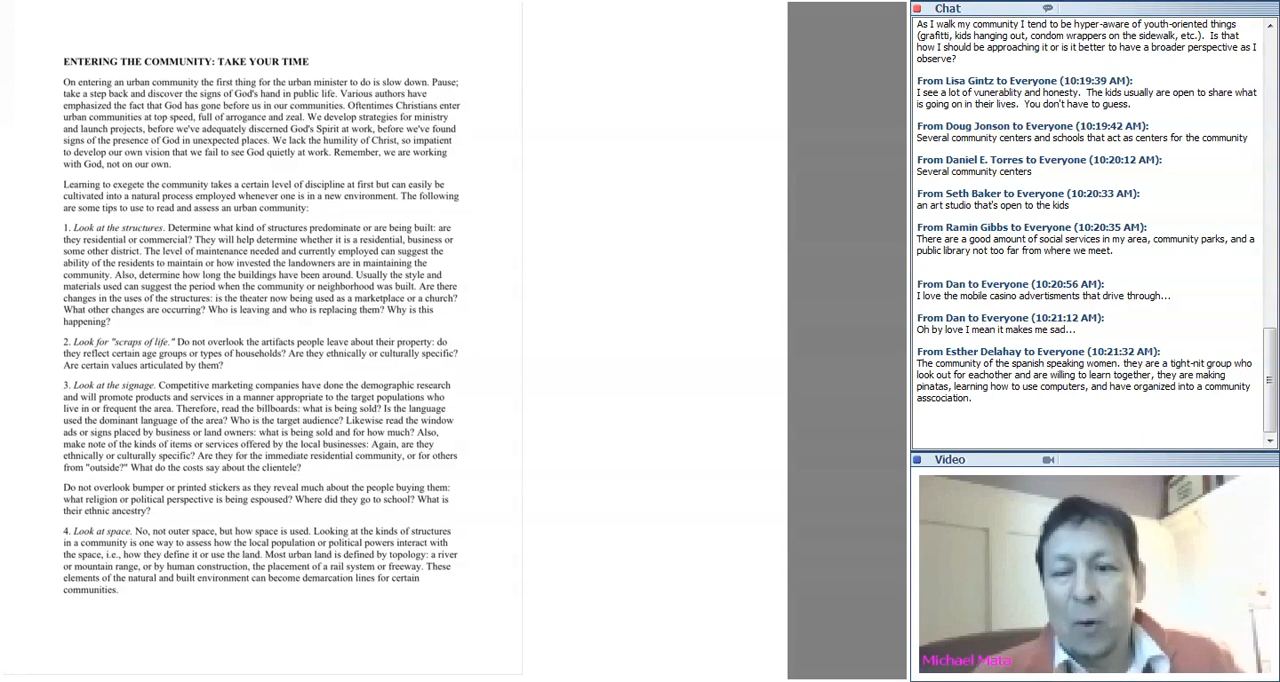 ENTERING THE COMMUNITY: TAKE YOUR TIME
On entering an urban community the first thing for the urban minister to do is slow down. Pause;
take a step back and discover the signs of God's hand in public life. Various authors have
emphasized the fact that God has gone before us in our communities. Oftentimes Christians enter
urban communities at top speed, full of arrogance and zeal. We develop strategies for ministry
and launch projects, before we've adequately discerned God's Spirit at work, before we've found
signs of the presence of God in unexpected places. We lack the humility of Christ, so impatient
to develop our own vision that we fail to see God quietly at work. Remember, we are working
with God, not on our own.
Learning to exegete the community takes a certain level of discipline at first but can easily be
cultivated into a natural process employed whenever one is in a new environment. The following
are some tips to use to read and assess an urban community:
1. Look at the structures. Determine what kind of structures predominate or are being built: are
they residential or commercial? They will help determine whether it is a residential, business or
some other district. The level of maintenance needed and currently employed can suggest the
ability of the residents to maintain or how invested the landowners are in maintaining the
community. Also, determine how long the buildings have been around. Usually the style and
materials used can suggest the period when the community or neighborhood was built. Are there
changes in the uses of the structures: is the theater now being used as a marketplace or a church?
What other changes are occurring? Who is leaving and who is replacing them? Why is this
happening?
2. Look for "scraps of life." Do not overlook the artifacts people leave about their property: do
they reflect certain age groups or types of households? Are they ethnically or culturally specific?
Are certain values articulated by them?
3. Look at the signage. Competitive marketing companies have done the demographic research
and will promote products and services in a manner appropriate to the target populations who
live in or frequent the area. Therefore, read the billboards: what is being sold? Is the language
used the dominant language of the area? Who is the target audience? Likewise read the window
ads or signs placed by business or land owners: what is being sold and for how much? Also,
make note of the kinds of items or services offered by the local businesses: Again, are they
ethnically or culturally specific? Are they for the immediate residential community, or for others
from "outside?" What do the costs say about the clientele?
Do not overlook bumper or printed stickers as they reveal much about the people buying them:
what religion or political perspective is being espoused? Where did they go to school? What is
their ethnic ancestry?
4. Look at space. No, not outer space, but how space is used. Looking at the kinds of structures
in a community is one way to assess how the local population or political powers interact with
the space, i.e., how they define it or use the land. Most urban land is defined by topology: a river
or mountain range, or by human construction, the placement of a rail system or freeway. These
elements of the natural and built environment can become demarcation lines for certain
communities.
Chat
As I walk my community I tend to be hyper-aware of youth-oriented things
(grafitti, kids hanging out, condom wrappers on the sidewalk, etc.). Is that
how I should be approaching it or is it better to have a broader perspective as I
observe?
From Lisa Gintz to Everyone (10:19:39 AM):
I see a lot of vunerablity and honesty. The kids usually are open to share what
is going on in their lives. You don't have to guess.
From Doug Jonson to Everyone (10:19:42 AM):
Several community centers and schools that act as centers for the community
From Daniel E. Torres to Everyone (10:20:12 AM):
Several community centers
From Seth Baker to Everyone (10:20:33 AM):
an art studio that's open to the kids
From Ramin Gibbs to Everyone (10:20:35 AM):
There are a good amount of social services in my area, community parks, and a
public library not too far from where we meet.
From Dan to Everyone (10:20:56 AM):
I love the mobile casino advertisments that drive through...
From Dan to Everyone (10:21:12 AM):
Oh by love I mean it makes me sad...
From Esther Delahay to Everyone (10:21:32 AM):
The community of the spanish speaking women. they are a tight-nit group who
look out for eachother and are willing to learn together, they are making
pinatas, learning how to use computers, and have organized into a community
asscociation.
Video
Michael Mata